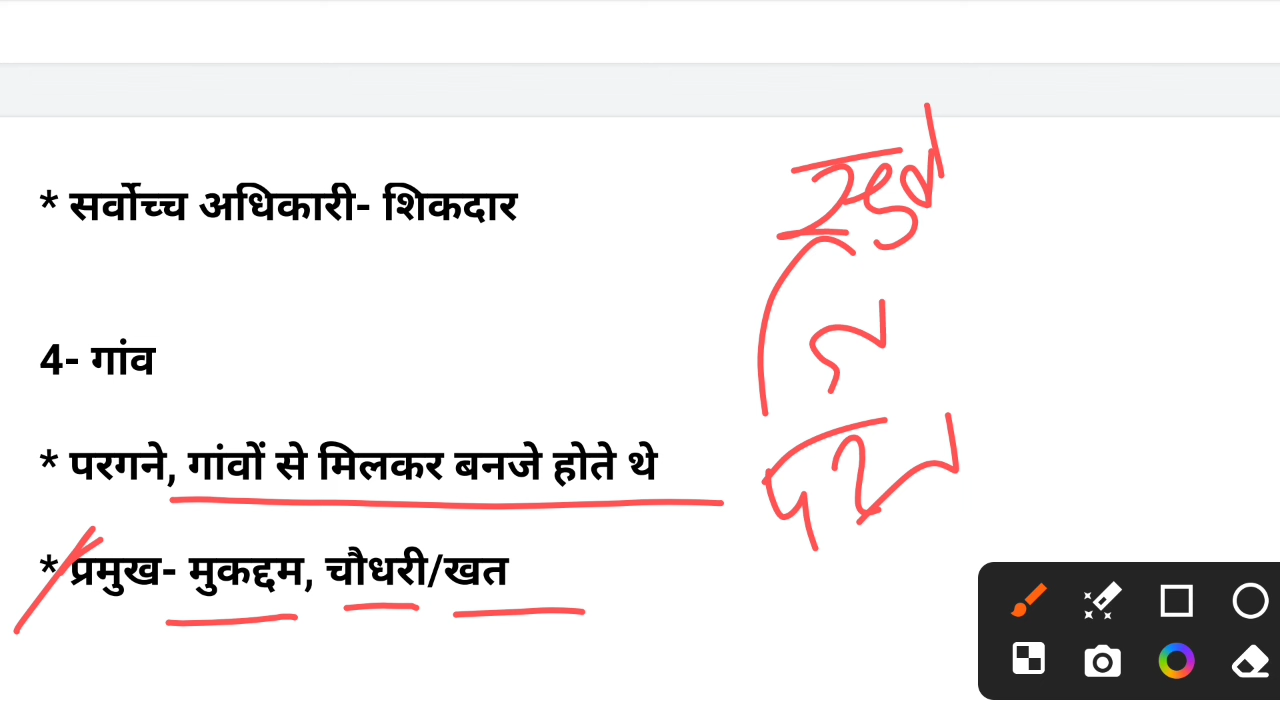 * सर्वोच्च अधिकारी- शिकदार
4- गांव
* परगने, गांवों से मिलकर बनजे होते थे
* प्रमुख- मुकद्दम, चौधरी/खत